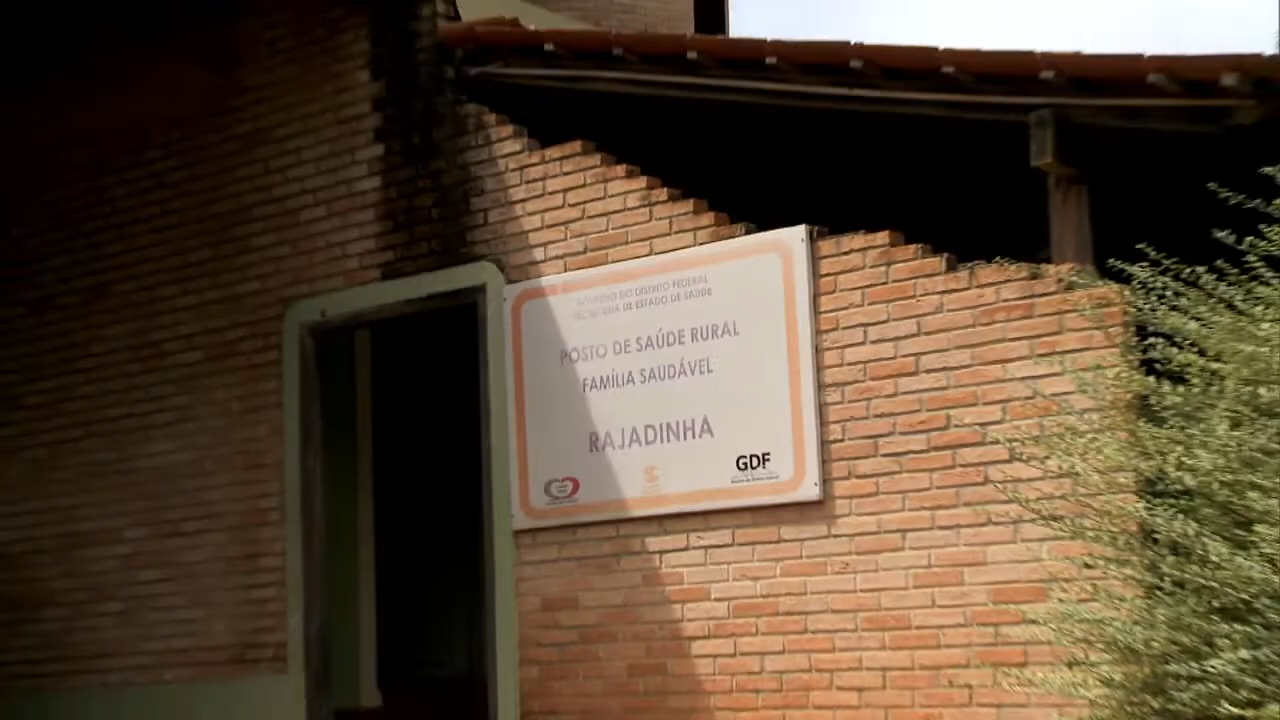 GOVERNO DO DISTRITO FEDERAL
SECRETARIA DE ESTADO DE SAÚDE
POSTO DE SAÚDE RURAL
FAMÍLIA SAUDÁVEL
RAJADINHA
GDF